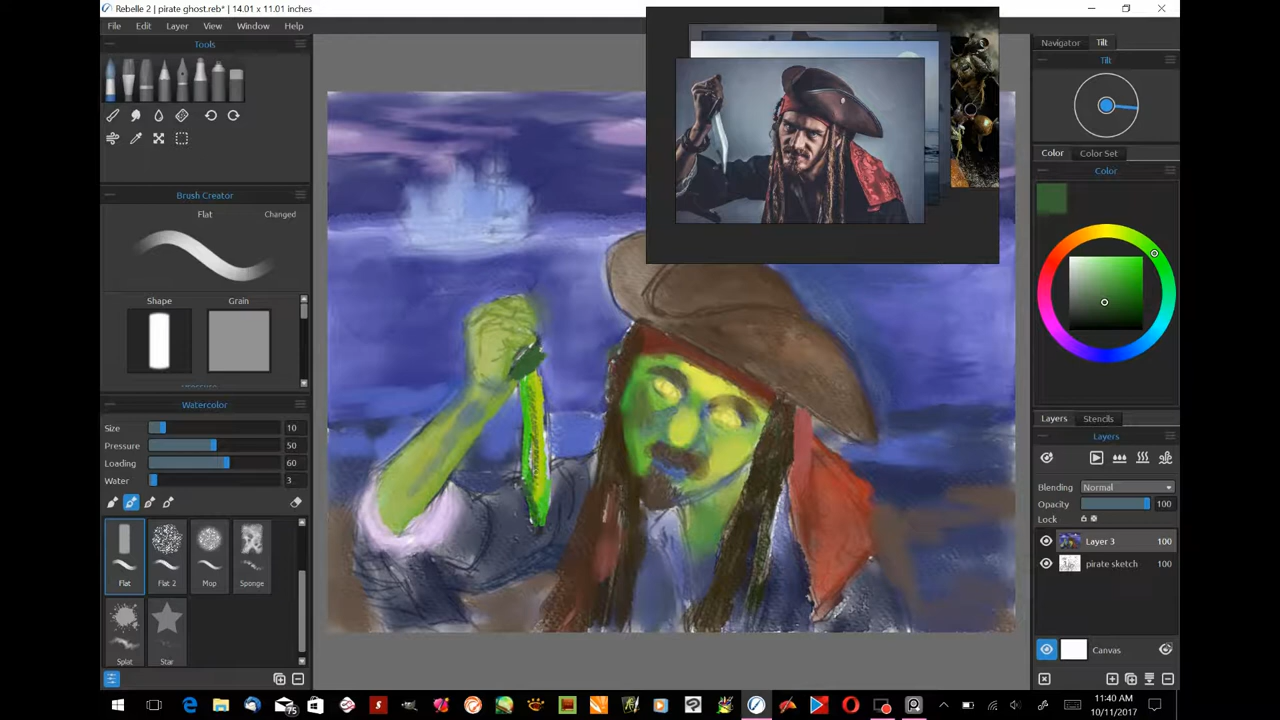 Rebelle 2 | pirate ghost.reb* | 14.01 x 11.01 inches
File Edit Layer View Window Help
Tools
Brush Creator
Flat Changed
Shape Grain
Watercolor
Size 10
Pressure 50
Loading 60
Water 3
Flat Flat 2 Mop Sponge
Splat Star
Navigator Tilt
Tilt
Color Color Set
Color
Layers Stencils
Layers
Blending Normal
Opacity 100
Lock
Layer 3 100
pirate sketch 100
Canvas
75
11:40 AM
10/11/2017